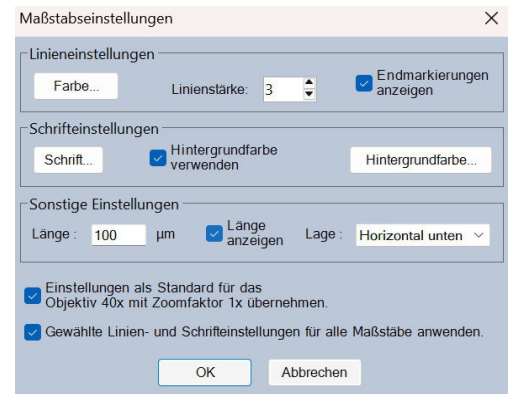 Maßstabseinstellungen
Linieneinstellungen
Farbe...
Linienstärke: 3
Endmarkierungen
anzeigen
Schrifteinstellungen
Schrift...
Hintergrundfarbe
verwenden
Hintergrundfarbe...
Sonstige Einstellungen
Länge : 100 µm
Länge
anzeigen
Lage : Horizontal unten
Einstellungen als Standard für das
Objektiv 40x mit Zoomfaktor 1x übernehmen.
Gewählte Linien- und Schrifteinstellungen für alle Maßstäbe anwenden.
OK Abbrechen